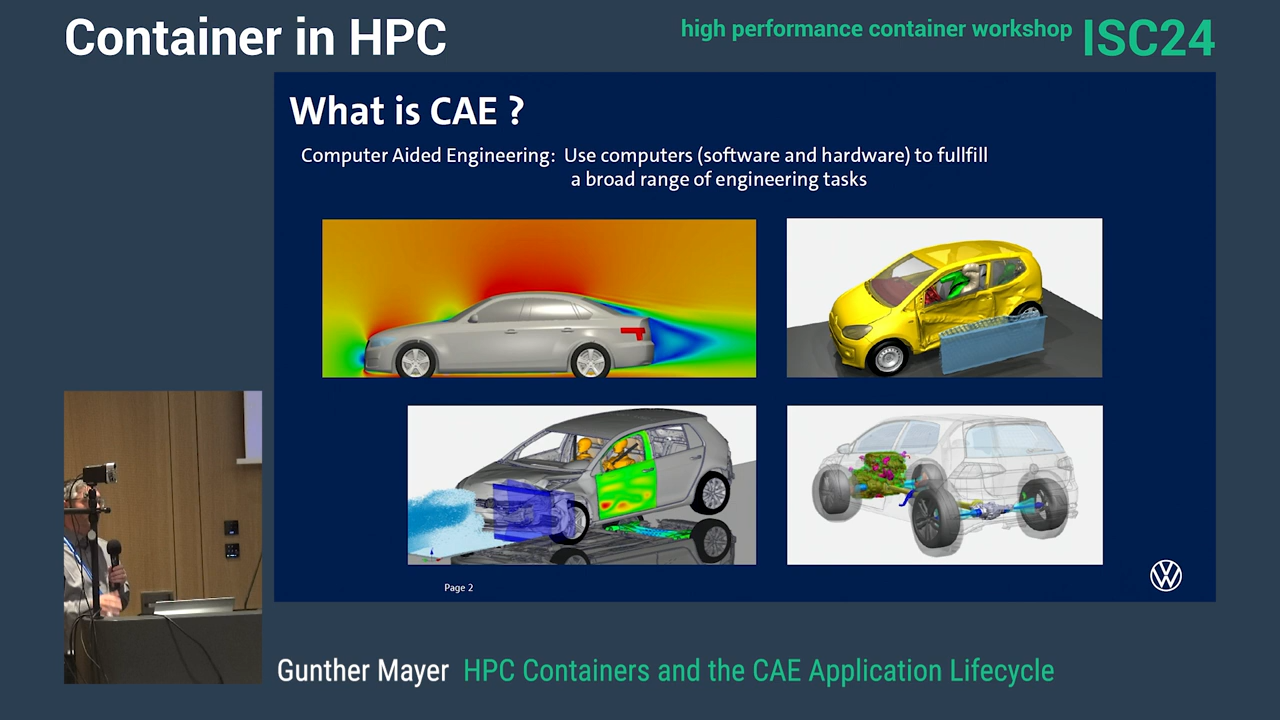 Container in HPC
high performance container workshop ISC24
What is CAE ?
Computer Aided Engineering: Use computers (software and hardware) to fullfill
a broad range of engineering tasks
Page 2
Gunther Mayer HPC Containers and the CAE Application Lifecycle